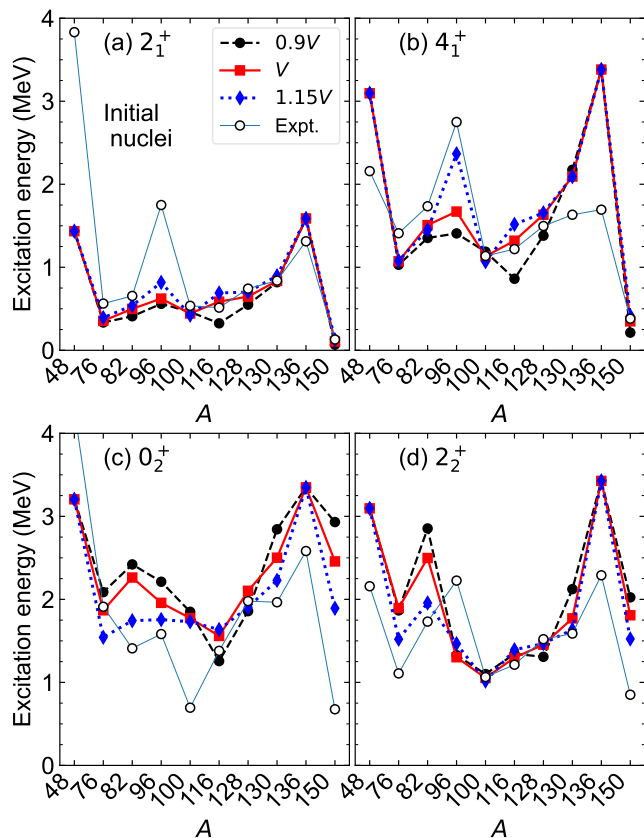 (a) 2₁⁺
0.9V
V
1.15V
Expt.
Initial
nuclei
(b) 4₁⁺
Excitation energy (MeV)
4
3
2
1
0
48 76 82 96 100 116 128 130 136 150
48 76 82 96 100 116 128 130 136 150
A
A
(c) 0₂⁺
(d) 2₂⁺
Excitation energy (MeV)
4
3
2
1
0
48 76 82 96 100 116 128 130 136 150
48 76 82 96 100 116 128 130 136 150
A
A